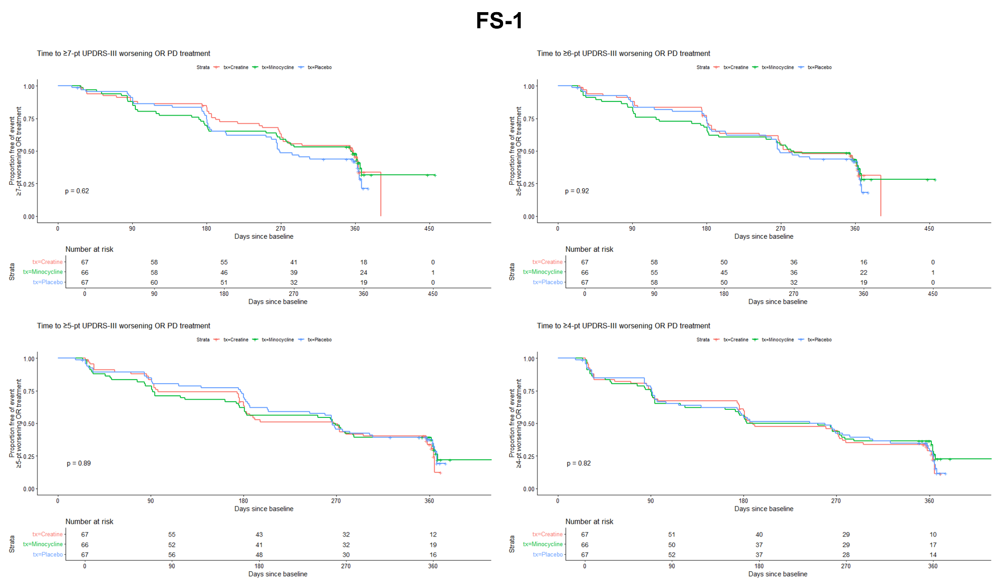 FS-1
Time to ≥7-pt UPDRS-III worsening OR PD treatment
Strata tx=Creatine tx=Minocycline tx=Placebo
Proportion free of event
≥7-pt worsening OR treatment
1.00
0.75
0.50
0.25
0.00
p = 0.62
0 90 180 270 360 450
Days since baseline
Number at risk
Strata
tx=Creatine 67 58 55 41 18 0
tx=Minocycline 66 58 46 39 24 1
tx=Placebo 67 60 51 32 19 0
0 90 180 270 360 450
Days since baseline
Time to ≥6-pt UPDRS-III worsening OR PD treatment
Strata tx=Creatine tx=Minocycline tx=Placebo
Proportion free of event
≥6-pt worsening OR treatment
1.00
0.75
0.50
0.25
0.00
p = 0.92
0 90 180 270 360 450
Days since baseline
Number at risk
Strata
tx=Creatine 67 58 50 36 16 0
tx=Minocycline 66 55 45 36 22 1
tx=Placebo 67 58 50 32 19 0
0 90 180 270 360 450
Days since baseline
Time to ≥5-pt UPDRS-III worsening OR PD treatment
Strata tx=Creatine tx=Minocycline tx=Placebo
Proportion free of event
≥5-pt worsening OR treatment
1.00
0.75
0.50
0.25
0.00
p = 0.89
0 90 180 270 360
Days since baseline
Number at risk
Strata
tx=Creatine 67 55 43 32 12
tx=Minocycline 66 52 41 32 19
tx=Placebo 67 56 48 30 16
0 90 180 270 360
Days since baseline
Time to ≥4-pt UPDRS-III worsening OR PD treatment
Strata tx=Creatine tx=Minocycline tx=Placebo
Proportion free of event
≥4-pt worsening OR treatment
1.00
0.75
0.50
0.25
0.00
p = 0.82
0 90 180 270 360
Days since baseline
Number at risk
Strata
tx=Creatine 67 51 40 29 10
tx=Minocycline 66 50 37 29 17
tx=Placebo 67 52 37 28 14
0 90 180 270 360
Days since baseline